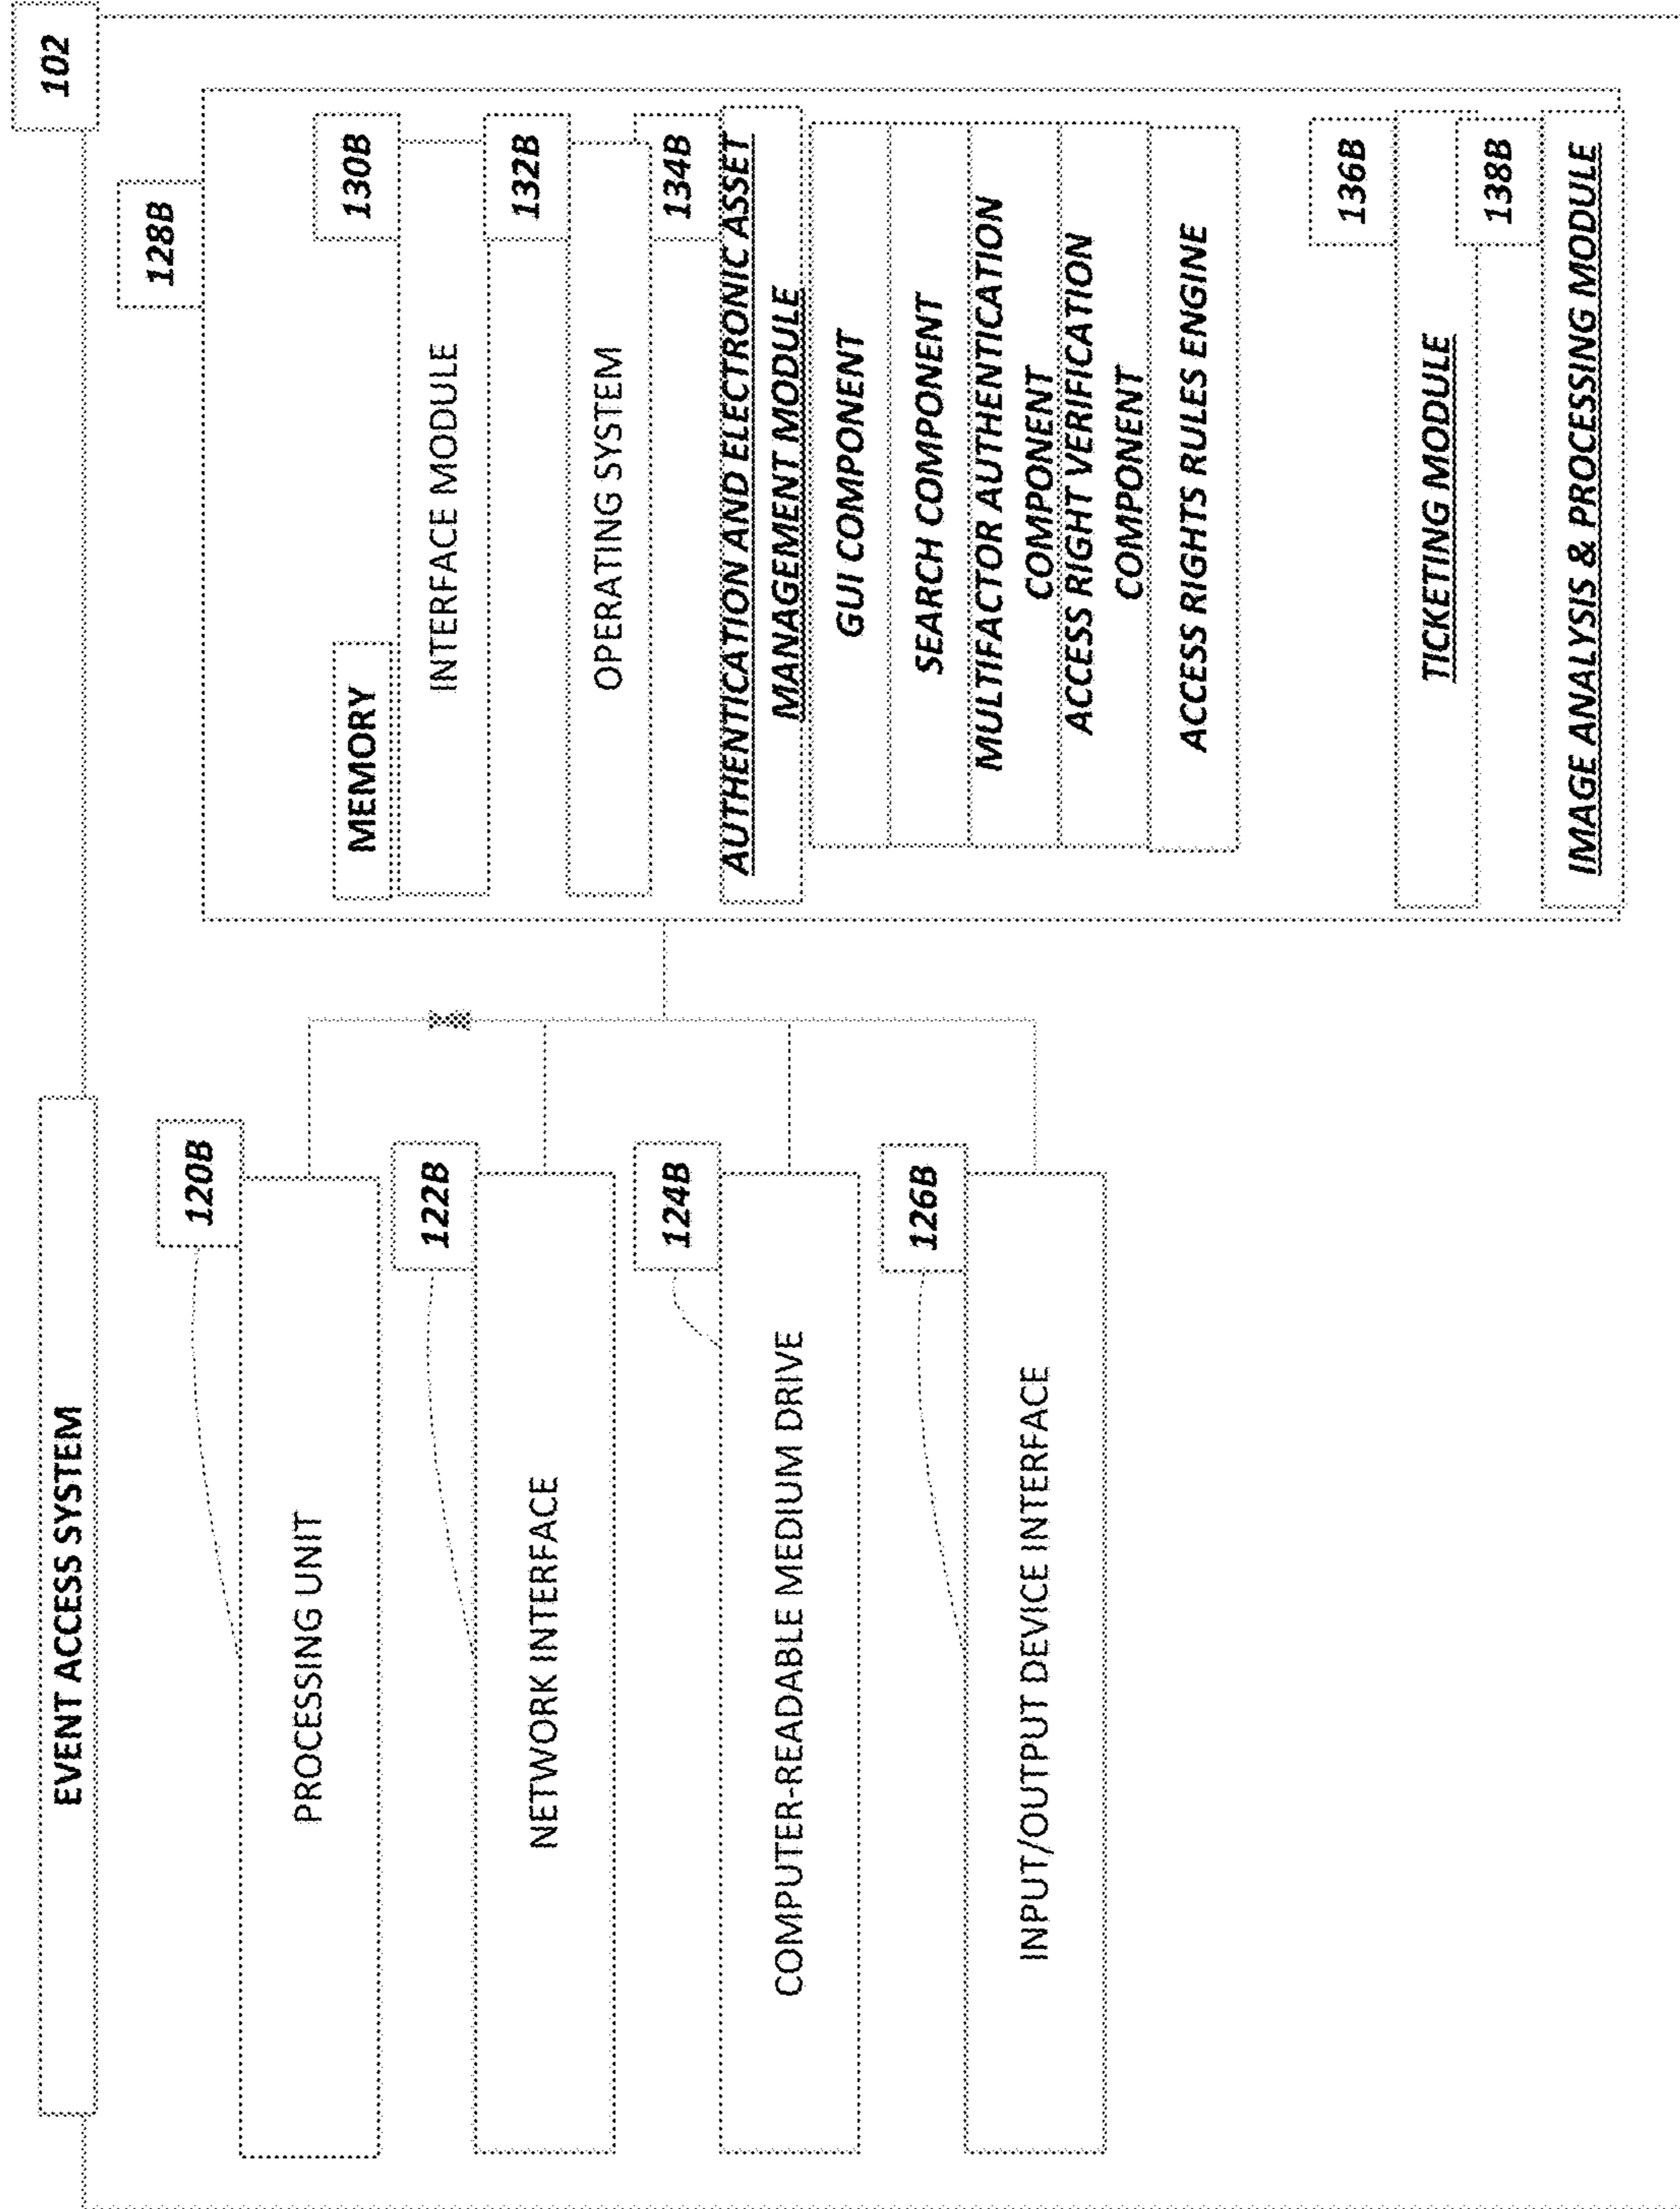 102
EVENT ACCESS SYSTEM
120B
PROCESSING UNIT
122B
NETWORK INTERFACE
124B
COMPUTER-READABLE MEDIUM DRIVE
126B
INPUT/OUTPUT DEVICE INTERFACE
128B
MEMORY
130B
INTERFACE MODULE
132B
OPERATING SYSTEM
134B
AUTHENTICATION AND ELECTRONIC ASSET
MANAGEMENT MODULE
GUI COMPONENT
SEARCH COMPONENT
MULTIFACTOR AUTHENTICATION
COMPONENT
ACCESS RIGHT VERIFICATION
COMPONENT
ACCESS RIGHTS RULES ENGINE
136B
TICKETING MODULE
138B
IMAGE ANALYSIS & PROCESSING MODULE